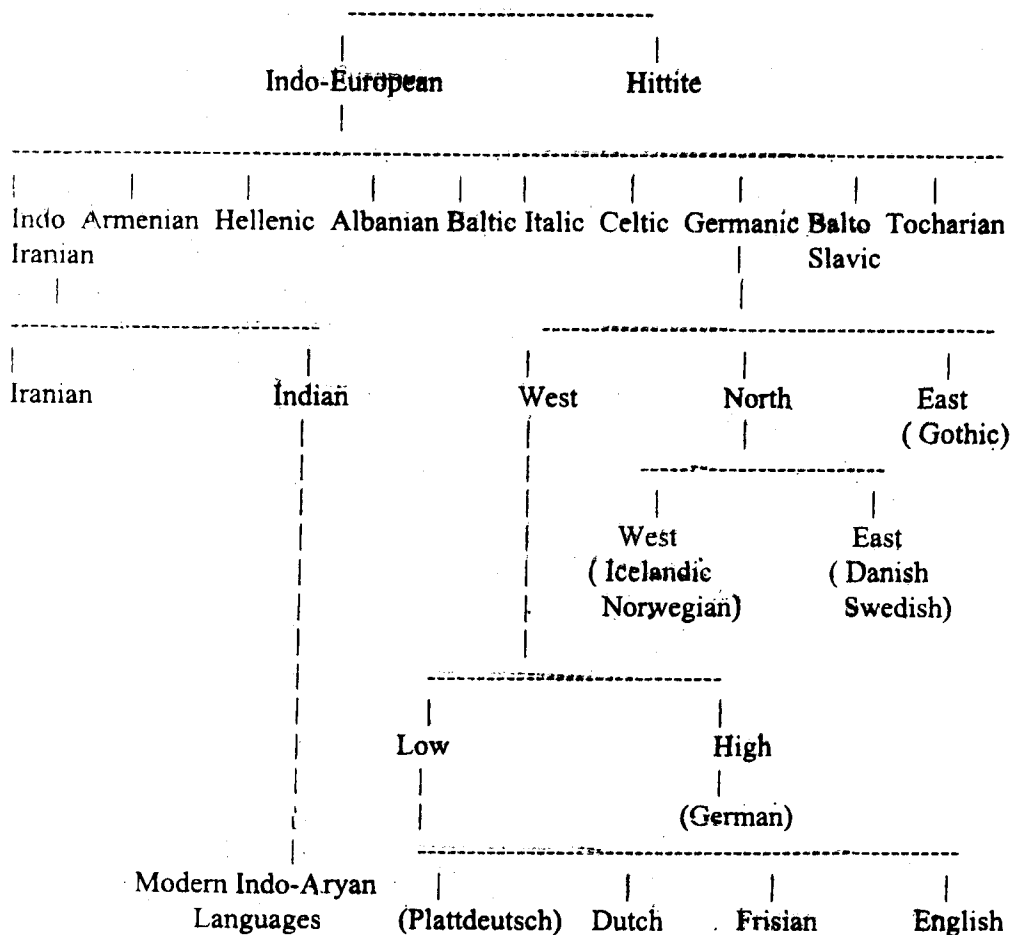 Indo-European Hittite
Indo Armenian Hellenic Albanian Baltic Italic Celtic Germanic Balto Tocharian
Iranian Slavic
Iranian Indian West North East
( Gothic)
West East
( Icelandic ( Danish
Norwegian) Swedish)
Low High
(German)
Modern Indo-Aryan
Languages (Plattdeutsch) Dutch Frisian English